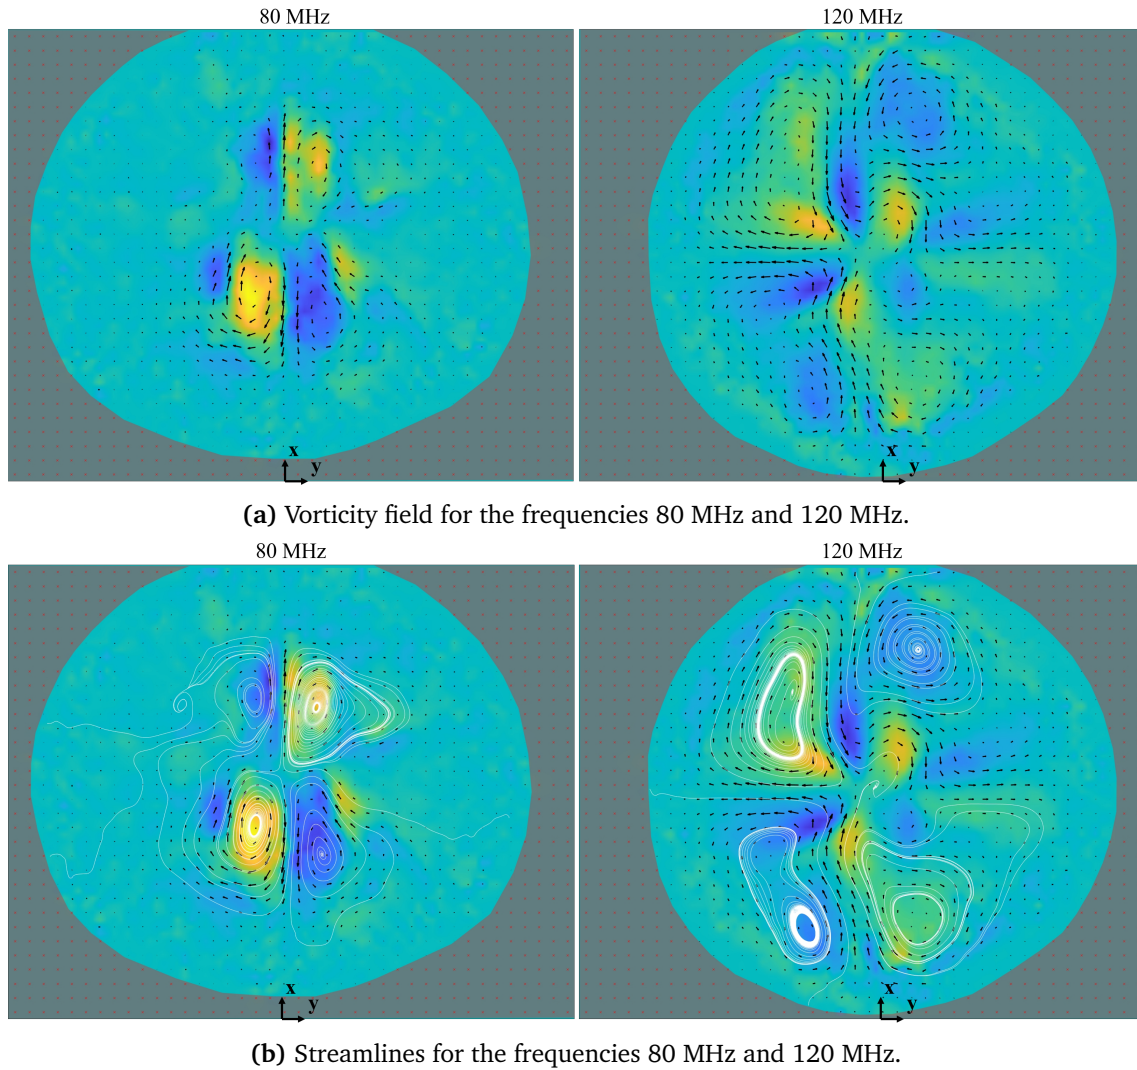 80 MHz
120 MHz
x
y
x
y
(a) Vorticity field for the frequencies 80 MHz and 120 MHz.
80 MHz
120 MHz
x
y
x
y
(b) Streamlines for the frequencies 80 MHz and 120 MHz.